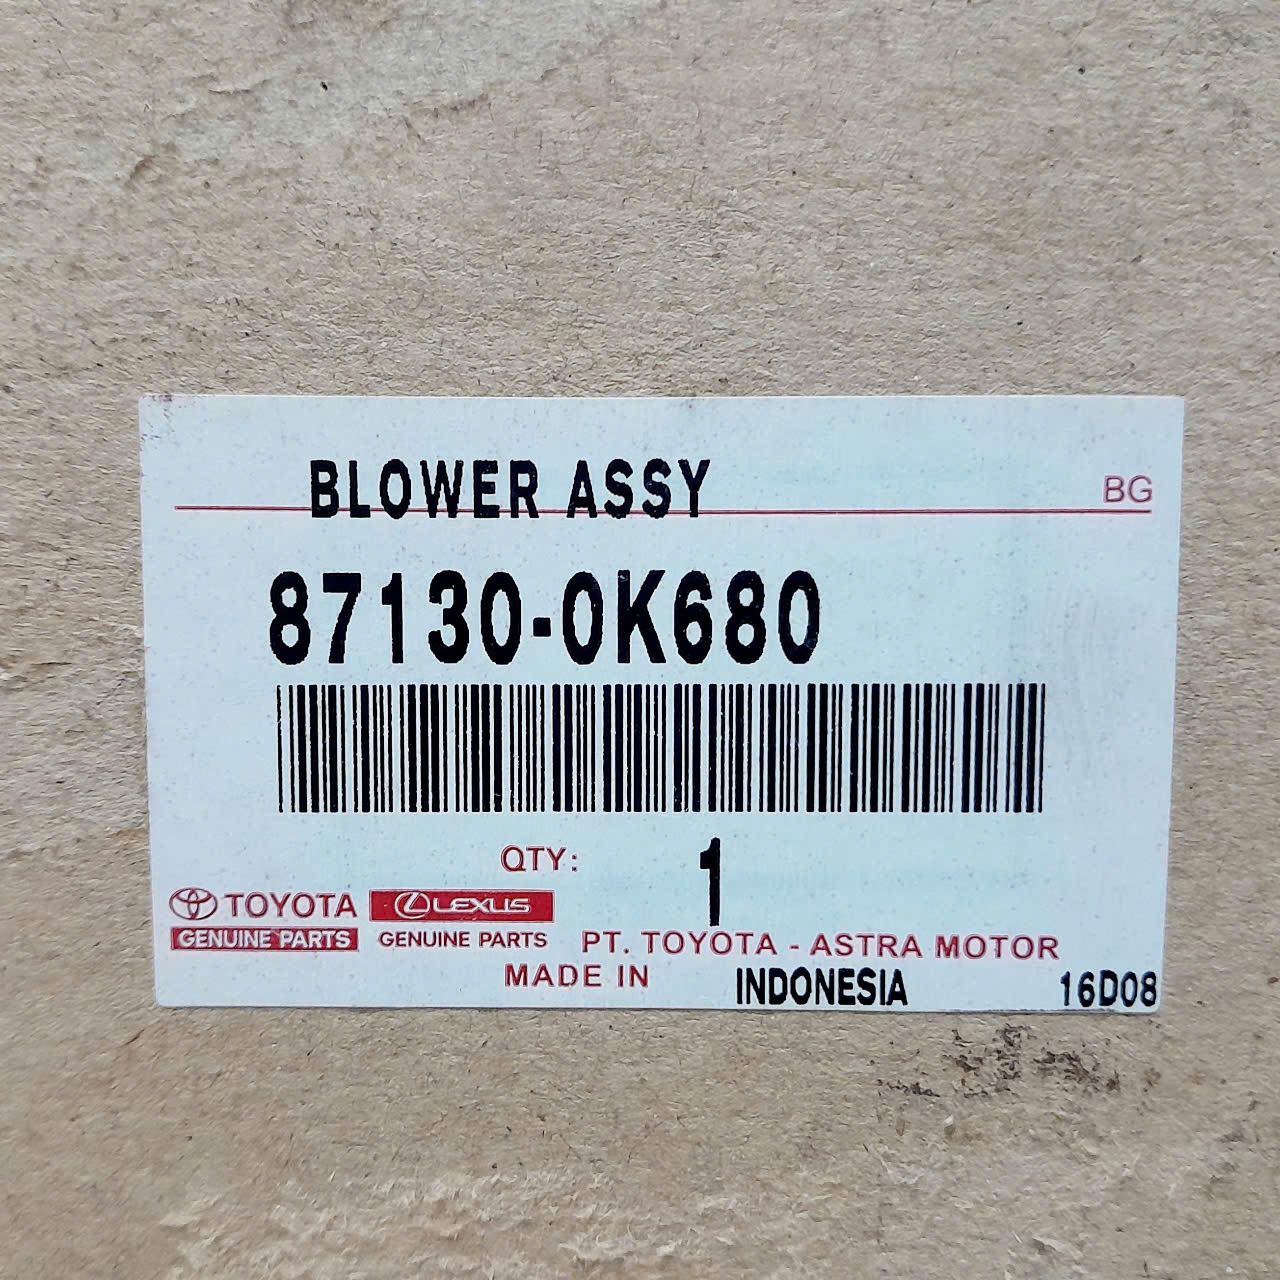 BLOWER ASSY
BG
87130-0K680
QTY: 1
TOYOTA LEXUS
GENUINE PARTS GENUINE PARTS PT. TOYOTA - ASTRA MOTOR
MADE IN INDONESIA 16D08